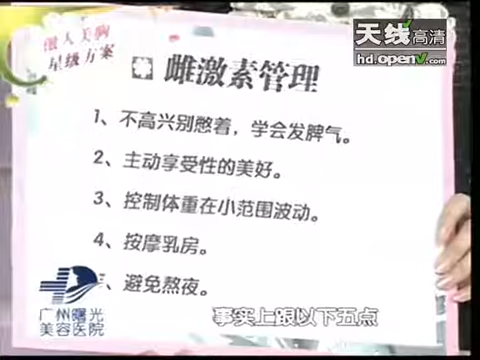 懒人美胸
星级方案
天线高清
hd.openv.com
雌激素管理
1、不高兴别憋着，学会发脾气。
2、主动享受性的美好。
3、控制体重在小范围波动。
4、按摩乳房。
、避免熬夜。
广州曙光
美容医院
事实上跟以下五点